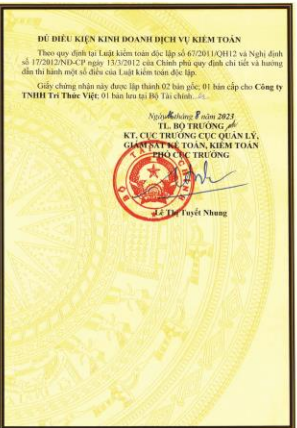 ĐỦ ĐIỀU KIỆN KINH DOANH DỊCH VỤ KIỂM TOÁN
Theo quy định tại Luật kiểm toán độc lập số 67/2011/QH12 và Nghị định
số 17/2012/NĐ-CP ngày 13/3/2012 của Chính phủ quy định chi tiết và hướng
dẫn thi hành một số điều của Luật kiểm toán độc lập.
Giấy chứng nhận này được lập thành 02 bản gốc; 01 bản cấp cho Công ty
TNHH Tri Thức Việt; 01 bản lưu tại Bộ Tài chính
Ngày tháng 8 năm 2023
TL. BỘ TRƯỞNG
KT. CỤC TRƯỞNG CỤC QUẢN LÝ,
GIÁM SÁT KẾ TOÁN, KIỂM TOÁN
PHÓ CỤC TRƯỞNG
Lê Thị Tuyết Nhung